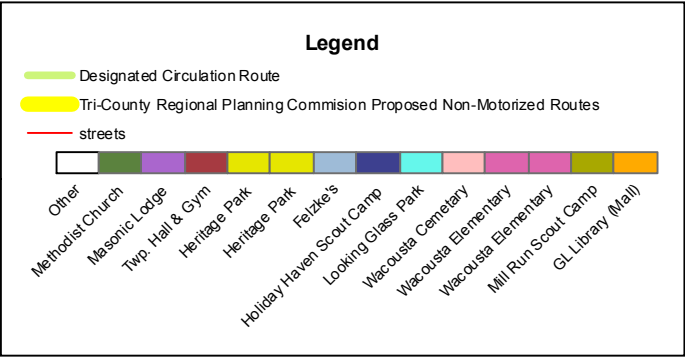 Legend
Designated Circulation Route
Tri-County Regional Planning Commision Proposed Non-Motorized Routes
streets
Other
Methodist Church
Masonic Lodge
Twp. Hall & Gym
Heritage Park
Heritage Park
Felzke's
Holiday Haven Scout Camp
Looking Glass Park
Wacousta Cemetary
Wacousta Elementary
Wacousta Elementary
Mill Run Scout Camp
GL Library (Mall)